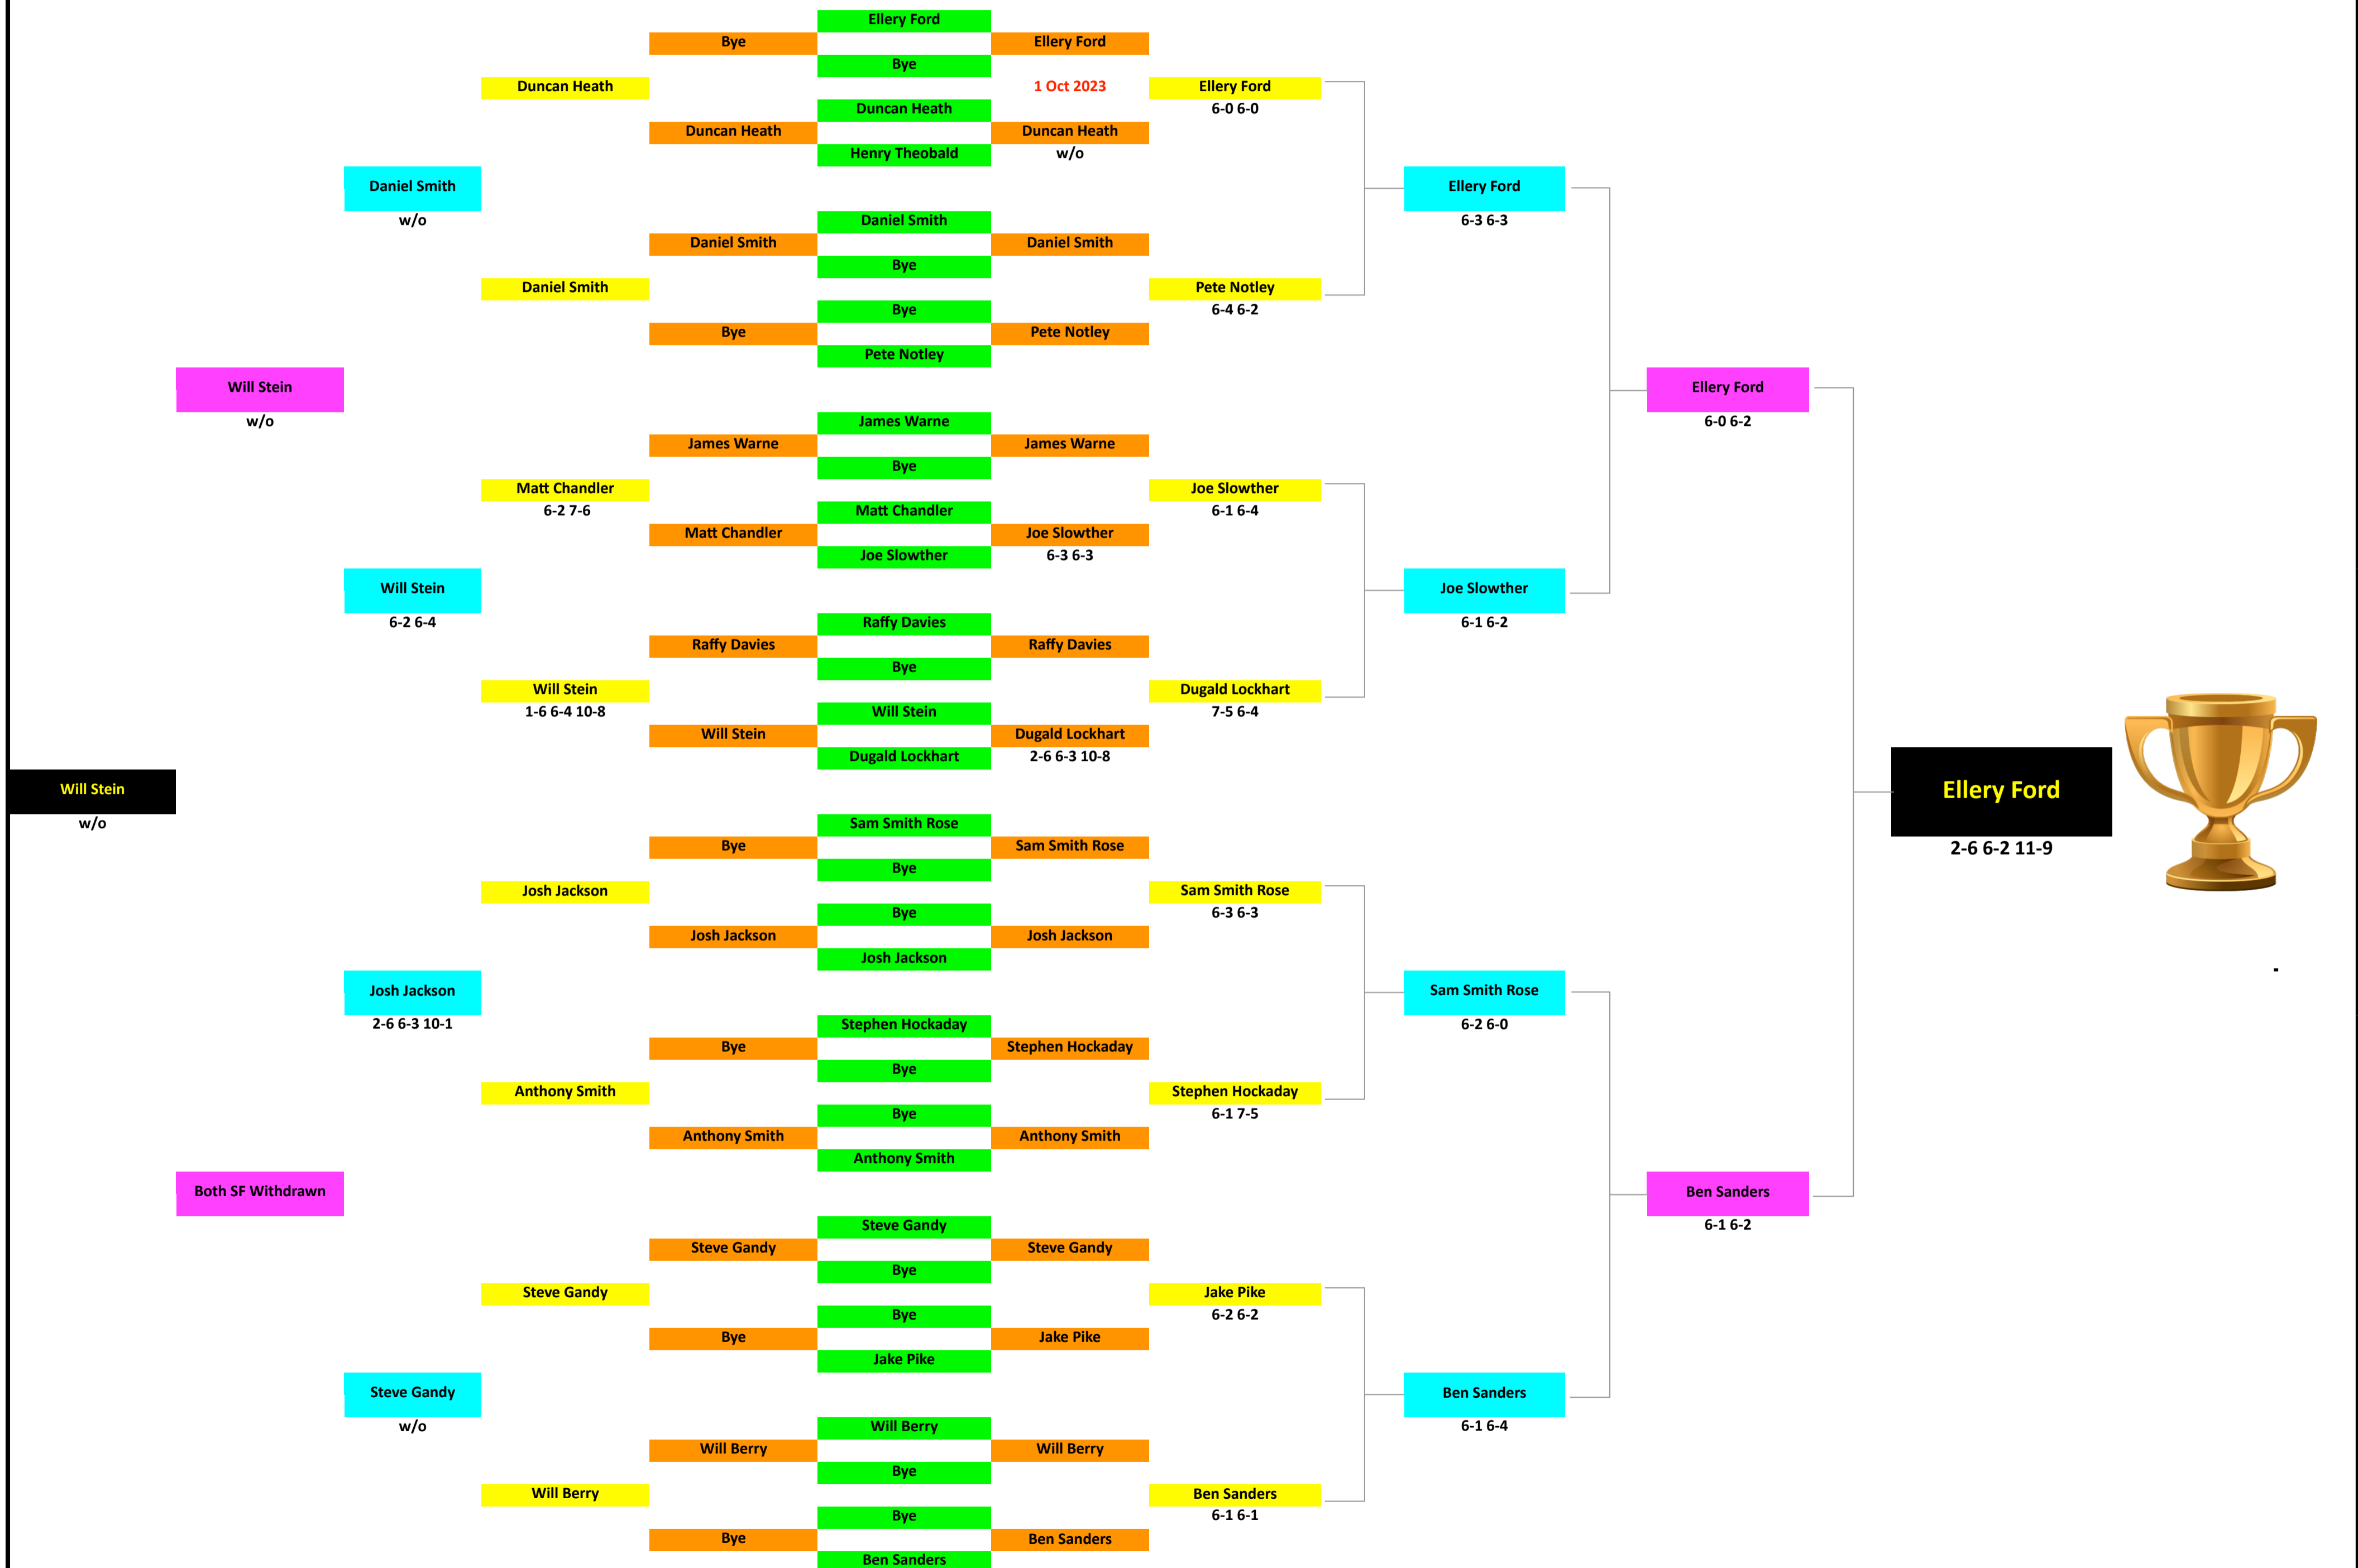 Ellery Ford
Bye Ellery Ford
Bye
Duncan Heath 1 Oct 2023 Ellery Ford
Duncan Heath 6-0 6-0
Duncan Heath Duncan Heath
Henry Theobald w/o
Daniel Smith Ellery Ford
w/o Daniel Smith 6-3 6-3
Daniel Smith Daniel Smith
Bye
Daniel Smith Pete Notley
Bye 6-4 6-2
Bye Pete Notley
Pete Notley
Will Stein Ellery Ford
w/o James Warne 6-0 6-2
James Warne James Warne
Bye
Matt Chandler Joe Slowther
6-2 7-6 Matt Chandler 6-1 6-4
Matt Chandler Joe Slowther
Joe Slowther 6-3 6-3
Will Stein Joe Slowther
6-2 6-4 Raffy Davies 6-1 6-2
Raffy Davies Raffy Davies
Bye
Will Stein Dugald Lockhart
1-6 6-4 10-8 Will Stein 7-5 6-4
Will Stein Dugald Lockhart
Dugald Lockhart 2-6 6-3 10-8
Will Stein Ellery Ford
w/o Sam Smith Rose
Bye Sam Smith Rose 2-6 6-2 11-9
Bye
Josh Jackson Sam Smith Rose
Bye 6-3 6-3
Josh Jackson Josh Jackson
Josh Jackson
-
Josh Jackson Sam Smith Rose
2-6 6-3 10-1 Stephen Hockaday 6-2 6-0
Bye Stephen Hockaday
Bye
Anthony Smith Stephen Hockaday
Bye 6-1 7-5
Anthony Smith Anthony Smith
Anthony Smith
Both SF Withdrawn Ben Sanders
Steve Gandy 6-1 6-2
Steve Gandy Steve Gandy
Bye
Steve Gandy Jake Pike
Bye 6-2 6-2
Bye Jake Pike
Jake Pike
Steve Gandy Ben Sanders
w/o Will Berry 6-1 6-4
Will Berry Will Berry
Bye
Will Berry Ben Sanders
Bye 6-1 6-1
Bye Ben Sanders
Ben Sanders